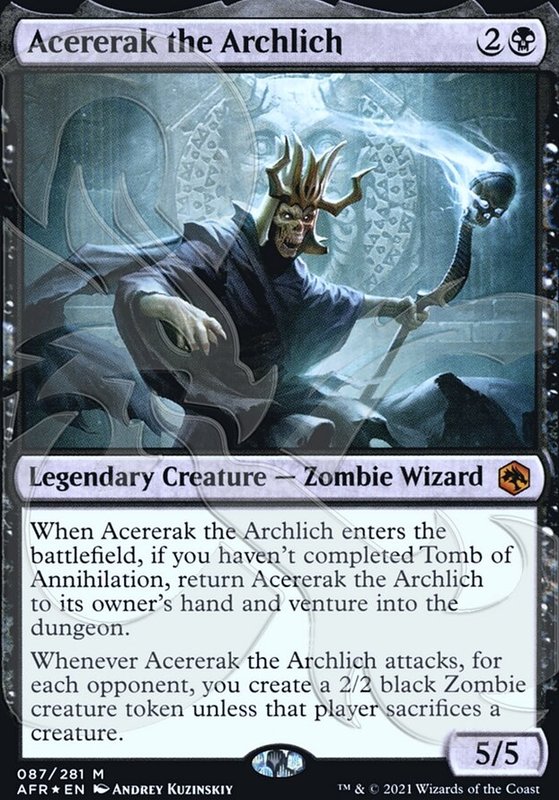 Acererak the Archlich 2
Legendary Creature — Zombie Wizard
When Acererak the Archlich enters the
battlefield, if you haven't completed Tomb of
Annihilation, return Acererak the Archlich
to its owner's hand and venture into the
dungeon.
Whenever Acererak the Archlich attacks, for
each opponent, you create a 2/2 black Zombie
creature token unless that player sacrifices a
creature.
5/5
087/281 M
AFR★EN Andrey Kuzinskiy
™ & © 2021 Wizards of the Coast